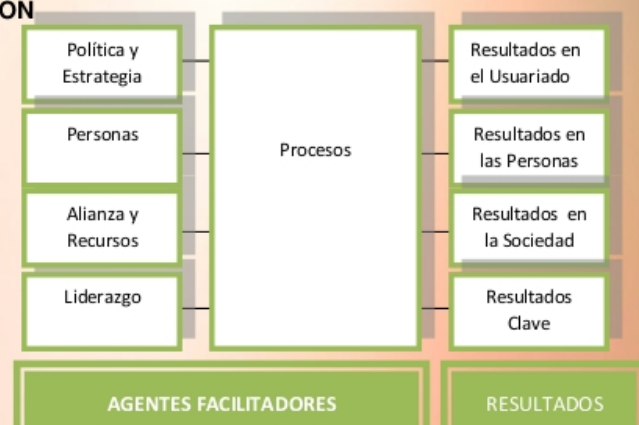 ON
Política y
Estrategia
Personas
Alianza y
Recursos
Liderazgo
Procesos
Resultados en
el Usuariado
Resultados en
las Personas
Resultados en
la Sociedad
Resultados
Clave
AGENTES FACILITADORES
RESULTADOS